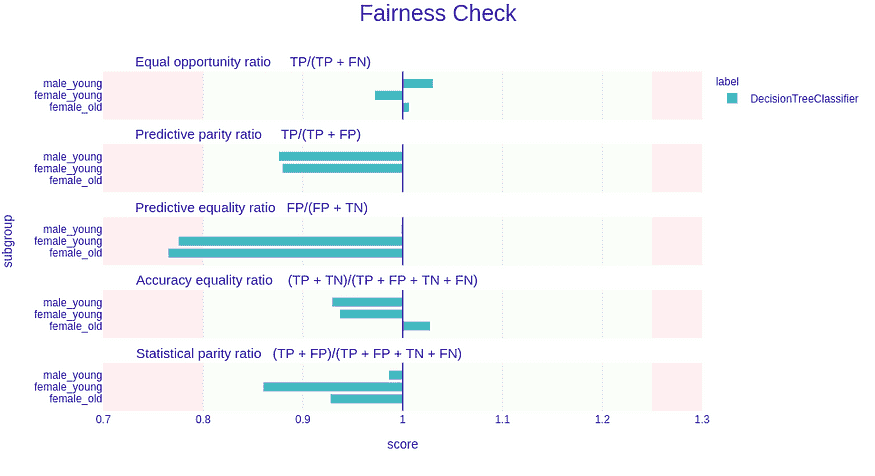 Fairness Check
Equal opportunity ratio TP/(TP + FN)
male_young
female_young
female_old
label
DecisionTreeClassifier
Predictive parity ratio TP/(TP + FP)
male_young
female_young
female_old
Predictive equality ratio FP/(FP + TN)
male_young
female_young
female_old
subgroup
Accuracy equality ratio (TP + TN)/(TP + FP + TN + FN)
male_young
female_young
female_old
Statistical parity ratio (TP + FP)/(TP + FP + TN + FN)
male_young
female_young
female_old
0.7 0.8 0.9 1 1.1 1.2 1.3
score